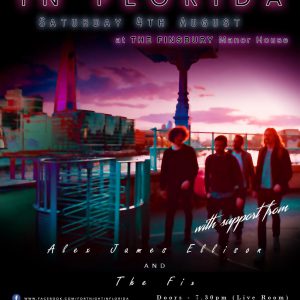 IN FLORIDA
Saturday 9th August
at THE FINSBURY Manor House
with support from
Alex James Ellison
AND
The Fix
WWW.FACEBOOK.COM/FORTNIGHTINFLORIDA
Doors - 7.30pm (Live Room)